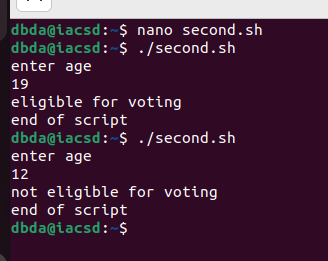 dbda@iacsd:~$ nano second.sh
dbda@iacsd:~$ ./second.sh
enter age
19
eligible for voting
end of script
dbda@iacsd:~$ ./second.sh
enter age
12
not eligible for voting
end of script
dbda@iacsd:~$